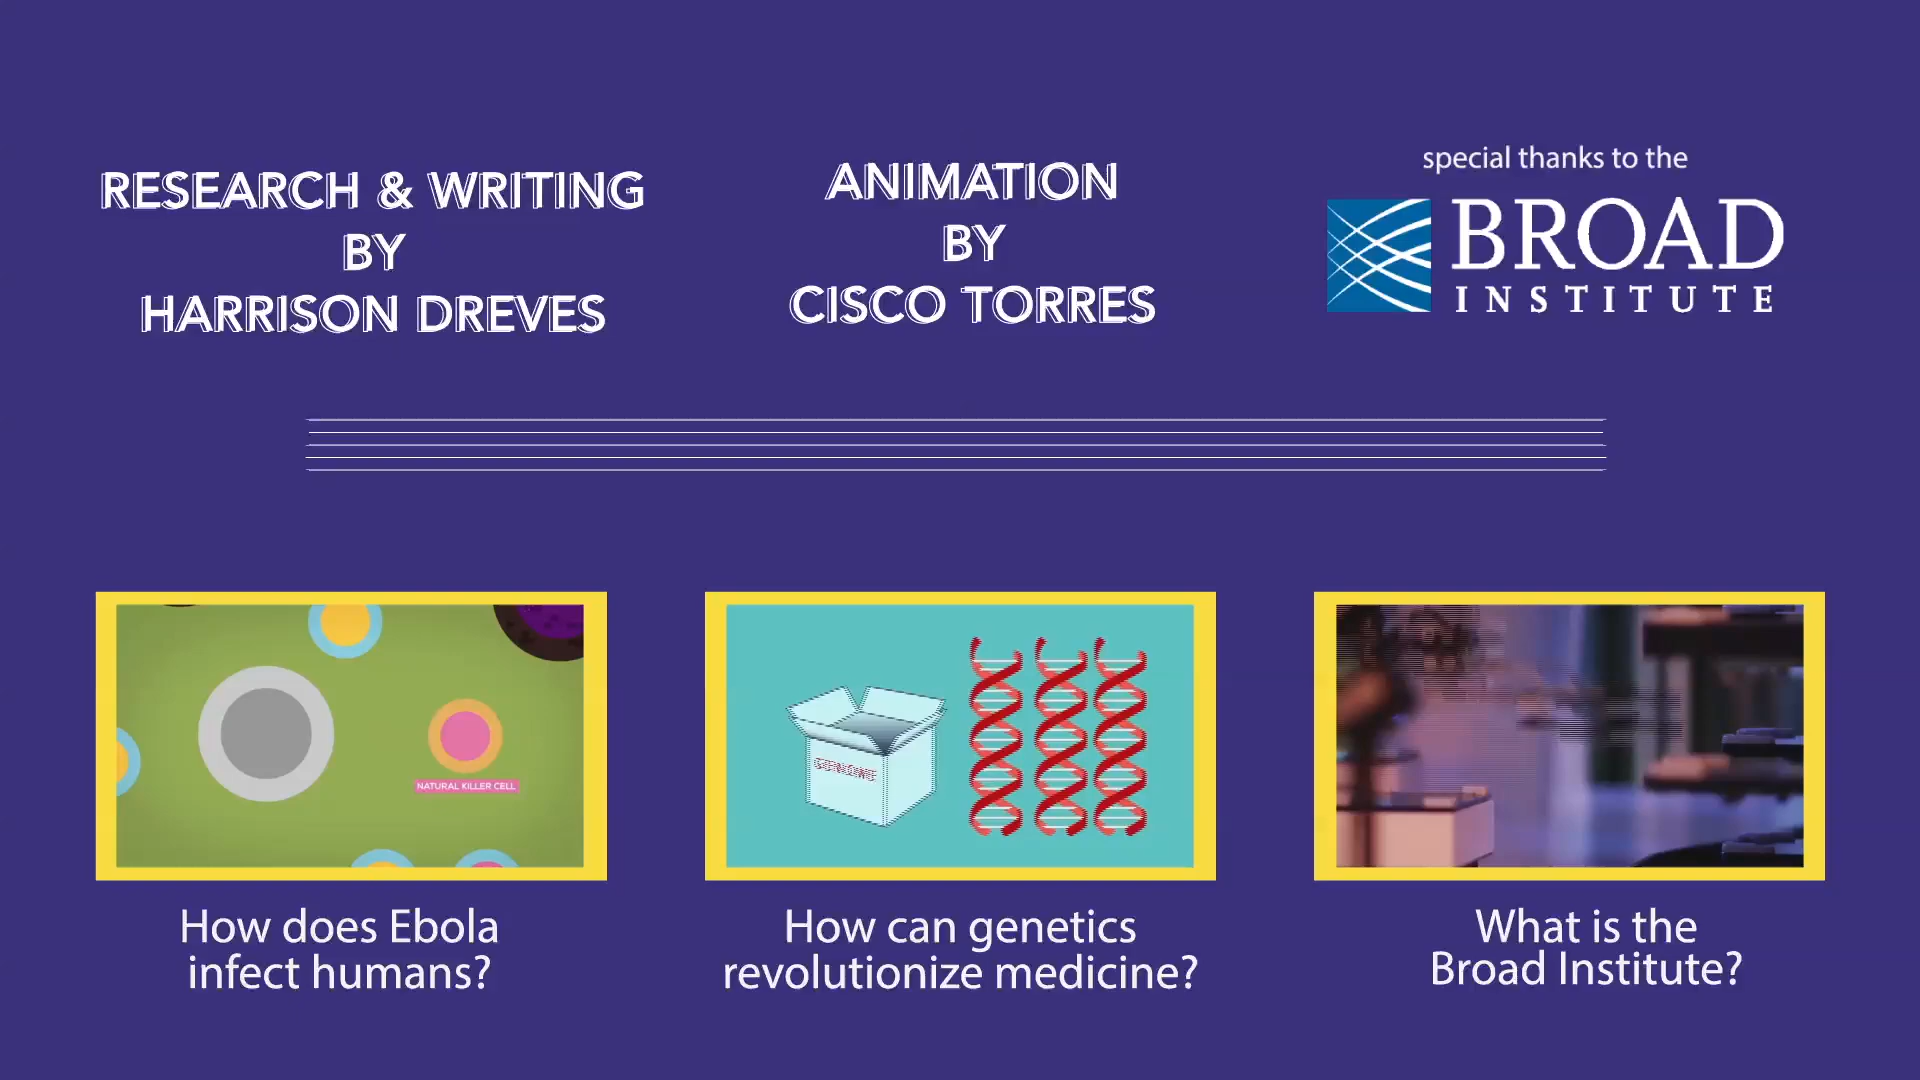 RESEARCH & WRITING
BY
HARRISON DREVES
ANIMATION
BY
CISCO TORRES
special thanks to the
BROAD
INSTITUTE
NATURAL KILLER CELL
GENOME
How does Ebola
infect humans?
How can genetics
revolutionize medicine?
What is the
Broad Institute?